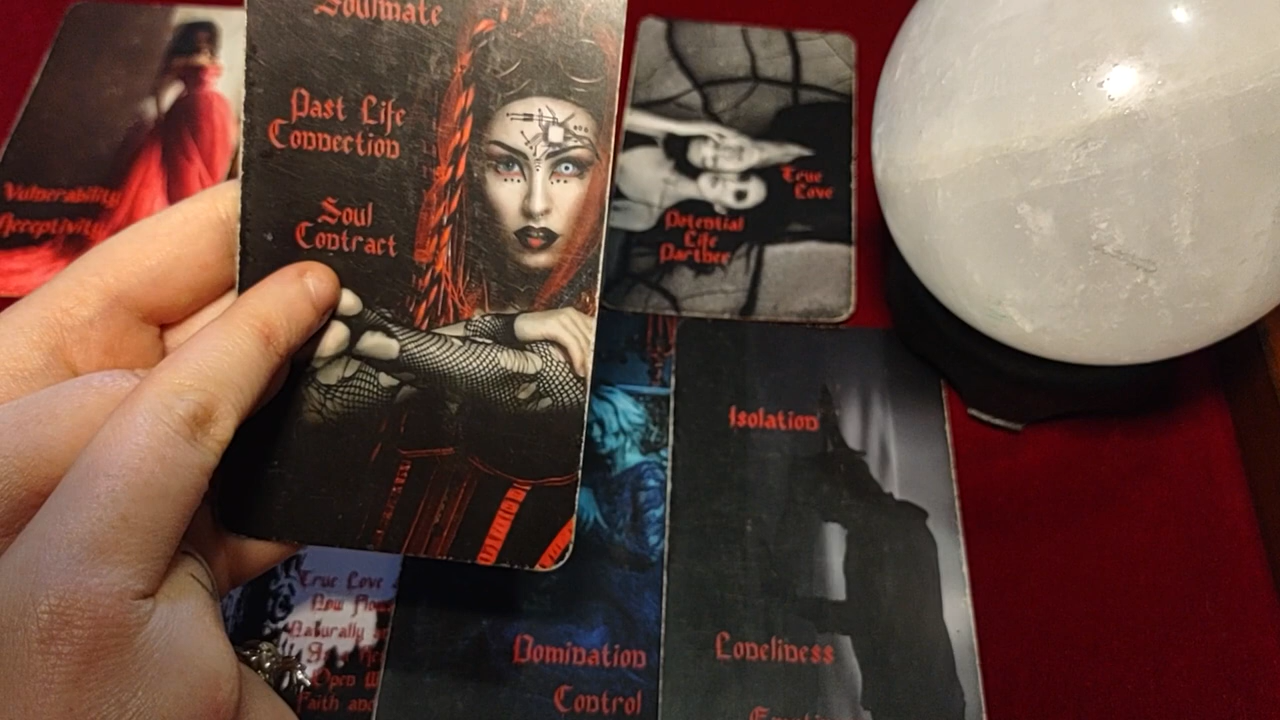 Soulmate
Past Life
Connection
Soul
Contract
Vulnerability
Receptivity
True
Love
Potential
Life
Partner
Isolation
Loneliness
Domination
Control
True Love
Now
Naturally
Open
Faith and